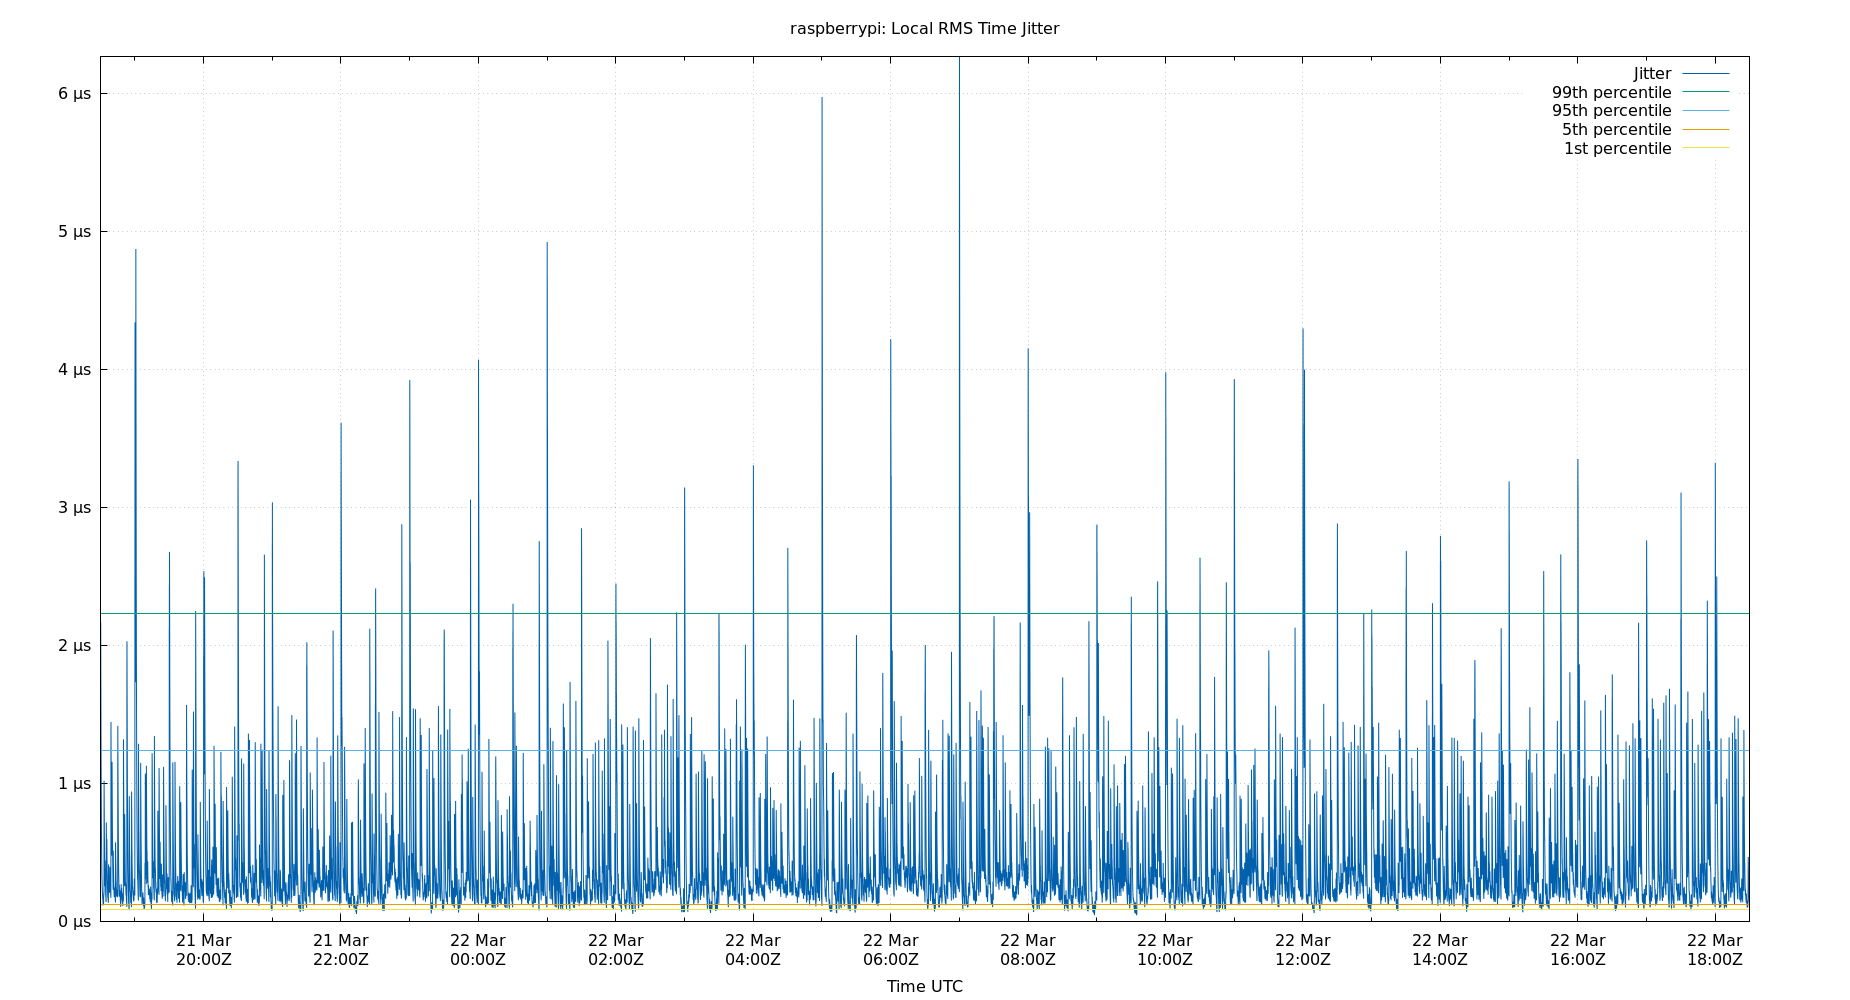 raspberrypi: Local RMS Time Jitter
Jitter
99th percentile
95th percentile
5th percentile
1st percentile
6 µs
5 µs
4 µs
3 µs
2 µs
1 µs
0 µs
21 Mar 21 Mar 22 Mar 22 Mar 22 Mar 22 Mar 22 Mar 22 Mar 22 Mar 22 Mar 22 Mar 22 Mar
20:00Z 22:00Z 00:00Z 02:00Z 04:00Z 06:00Z 08:00Z 10:00Z 12:00Z 14:00Z 16:00Z 18:00Z
Time UTC